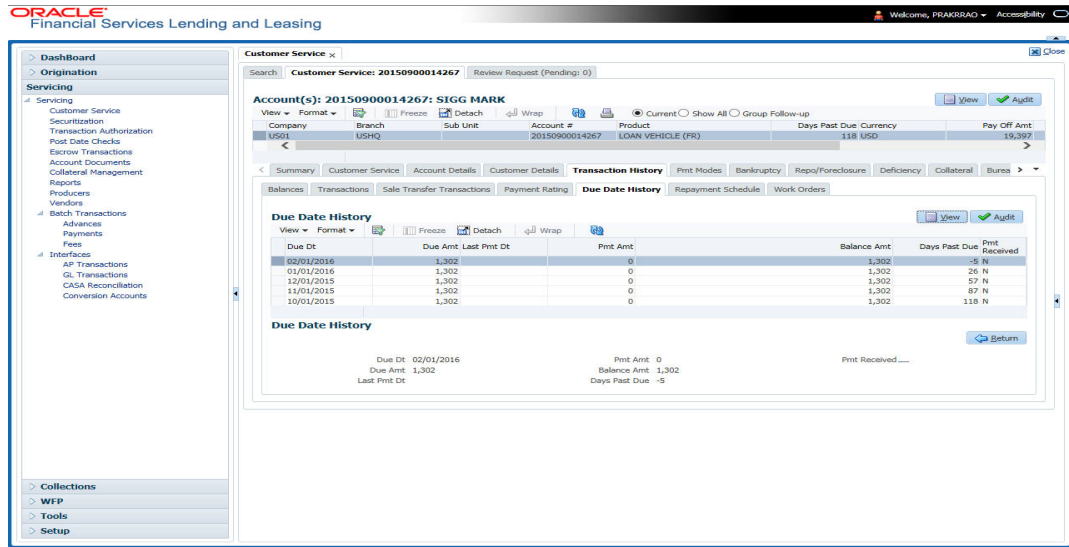 ORACLE
Financial Services Lending and Leasing
Welcome, PRAKRRAO Accessibility
Close
DashBoard
Origination
Servicing
Servicing
Customer Service
Securitization
Transaction Authorization
Post Date Checks
Escrow Transactions
Account Documents
Collateral Management
Reports
Producers
Vendors
Batch Transactions
Advances
Payments
Fees
Interfaces
AP Transactions
GL Transactions
CASA Reconciliation
Conversion Accounts
Collections
WFP
Tools
Setup
Customer Service
Search Customer Service: 20150900014267 Review Request (Pending: 0)
Account(s): 20150900014267: SIGG MARK
View Audit
View Format Freeze Detach Wrap Current Show All Group Follow-up
Company Branch Sub Unit Account # Product Days Past Due Currency Pay Off Amt
US01 USHQ 20150900014267 LOAN VEHICLE (FR) 118 USD 19,397
Summary Customer Service Account Details Customer Details Transaction History Pmt Modes Bankruptcy Repo/Foreclosure Deficiency Collateral Burea
Balances Transactions Sale Transfer Transactions Payment Rating Due Date History Repayment Schedule Work Orders
Due Date History
View Audit
View Format Freeze Detach Wrap
Due Dt Due Amt Last Pmt Dt Pmt Amt Balance Amt Days Past Due Pmt Received
02/01/2016 1,302 0 1,302 -5 N
01/01/2016 1,302 0 1,302 26 N
12/01/2015 1,302 0 1,302 57 N
11/01/2015 1,302 0 1,302 87 N
10/01/2015 1,302 0 1,302 118 N
Due Date History
Return
Due Dt 02/01/2016 Pmt Amt 0 Pmt Received
Due Amt 1,302 Balance Amt 1,302
Last Pmt Dt Days Past Due -5